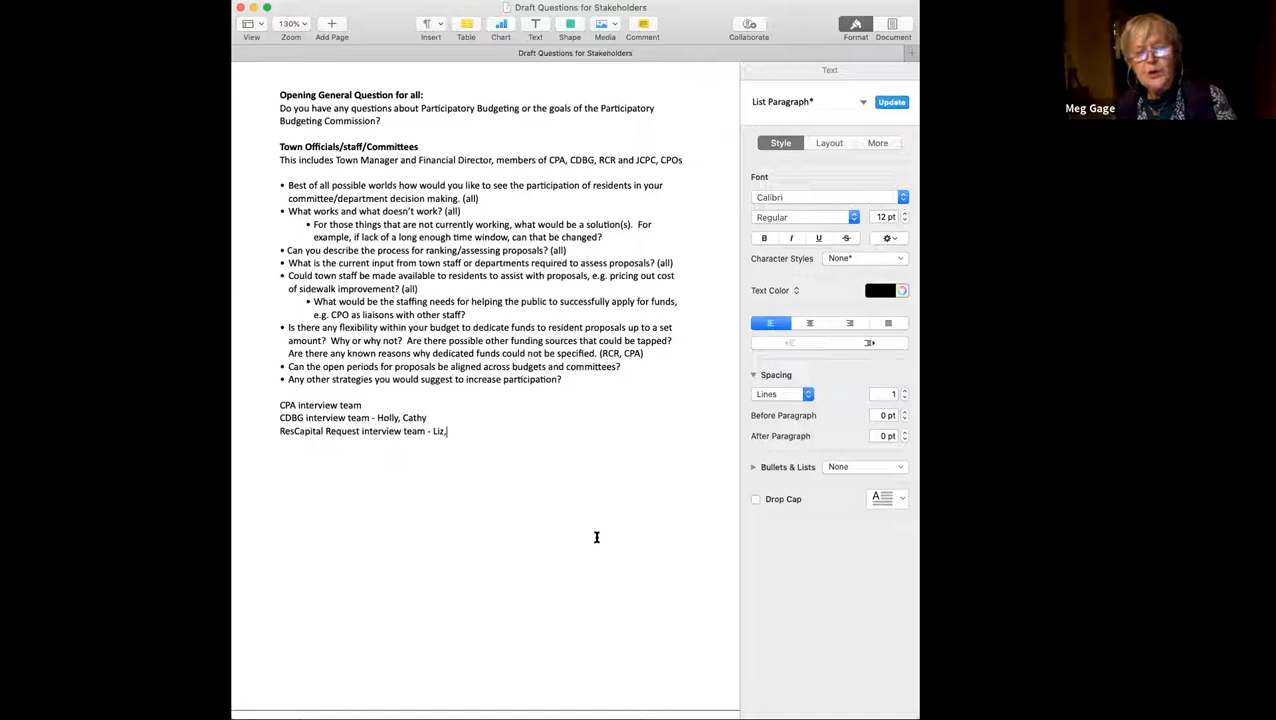 Draft Questions for Stakeholders
130%
View
Zoom
Add Page
Insert
Table
Chart
Text
Shape
Media
Comment
Collaborate
Format
Document
Draft Questions for Stakeholders
Opening General Question for all:
Do you have any questions about Participatory Budgeting or the goals of the Participatory
Budgeting Commission?
Town Officials/staff/Committees
This includes Town Manager and Financial Director, members of CPA, CDBG, RCR and JCPC, CPOs
• Best of all possible worlds how would you like to see the participation of residents in your
committee/department decision making. (all)
• What works and what doesn't work? (all)
• For those things that are not currently working, what would be a solution(s). For
example, if lack of a long enough time window, can that be changed?
• Can you describe the process for ranking/assessing proposals? (all)
• What is the current input from town staff or departments required to assess proposals? (all)
• Could town staff be made available to residents to assist with proposals, e.g. pricing out cost
of sidewalk improvement? (all)
• What would be the staffing needs for helping the public to successfully apply for funds,
e.g. CPO as liaisons with other staff?
• Is there any flexibility within your budget to dedicate funds to resident proposals up to a set
amount? Why or why not? Are there possible other funding sources that could be tapped?
Are there any known reasons why dedicated funds could not be specified. (RCR, CPA)
• Can the open periods for proposals be aligned across budgets and committees?
• Any other strategies you would suggest to increase participation?
CPA interview team
CDBG interview team - Holly, Cathy
ResCapital Request interview team - Liz,
Text
List Paragraph*
Update
Style
Layout
More
Font
Calibri
Regular
12 pt
B I U S
Character Styles
None*
Text Color
Spacing
Lines
1
Before Paragraph
0 pt
After Paragraph
0 pt
Bullets & Lists
None
Drop Cap
A
Meg Gage